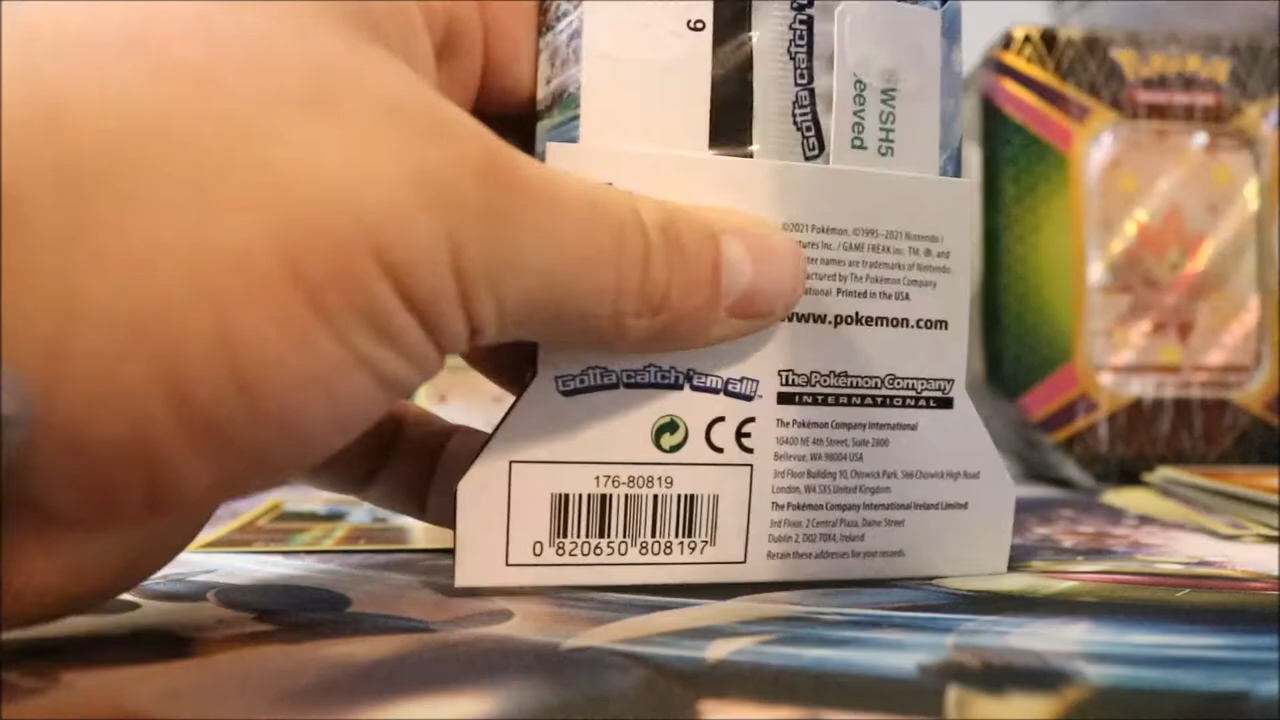 6
Gotta catch
SWSH5
eeved
©2021 Pokémon. ©1995–2021 Nintendo /
tures Inc. / GAME FREAK inc. TM, ®, and
ter names are trademarks of Nintendo.
actured by The Pokémon Company
ational. Printed in the USA.
www.pokemon.com
Gotta catch 'em all!™
The Pokémon Company
INTERNATIONAL
CE
The Pokémon Company International
10400 NE 4th Street, Suite 2800
Bellevue, WA 98004 USA
3rd Floor Building 10, Chiswick Park, 566 Chiswick High Road
London, W4 5XS United Kingdom
The Pokémon Company International Ireland Limited
3rd Floor, 2 Central Plaza, Dame Street
Dublin 2, D02 T0X4, Ireland
Retain these addresses for your records.
176-80819
0 820650 808197